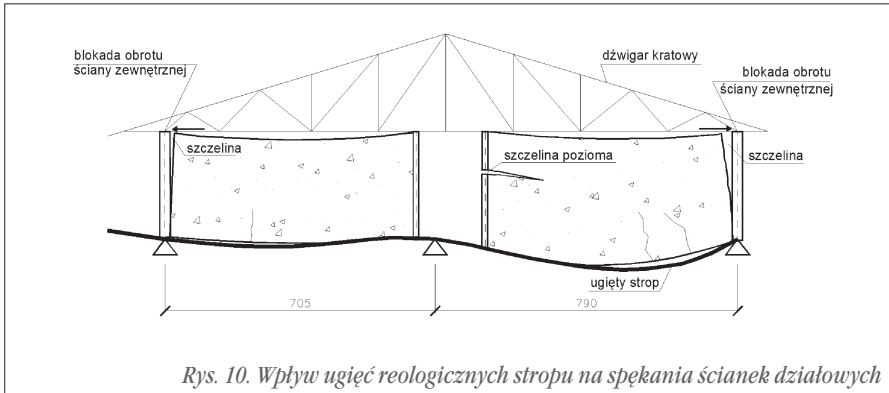 blokada obrotu
ściany zewnętrznej
dźwigar kratowy
blokada obrotu
ściany zewnętrznej
szczelina
szczelina pozioma
szczelina
ugięty strop
705
790
Rys. 10. Wpływ ugięć reologicznych stropu na spękania ścianek działowych